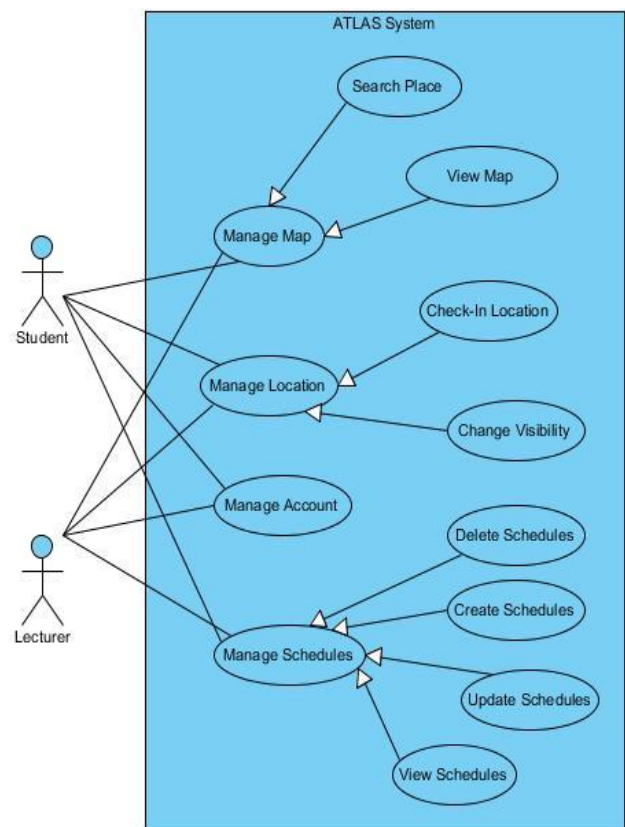 ATLAS System
Search Place
View Map
Manage Map
Student
Check-In Location
Manage Location
Change Visibility
Manage Account
Delete Schedules
Lecturer
Create Schedules
Manage Schedules
Update Schedules
View Schedules